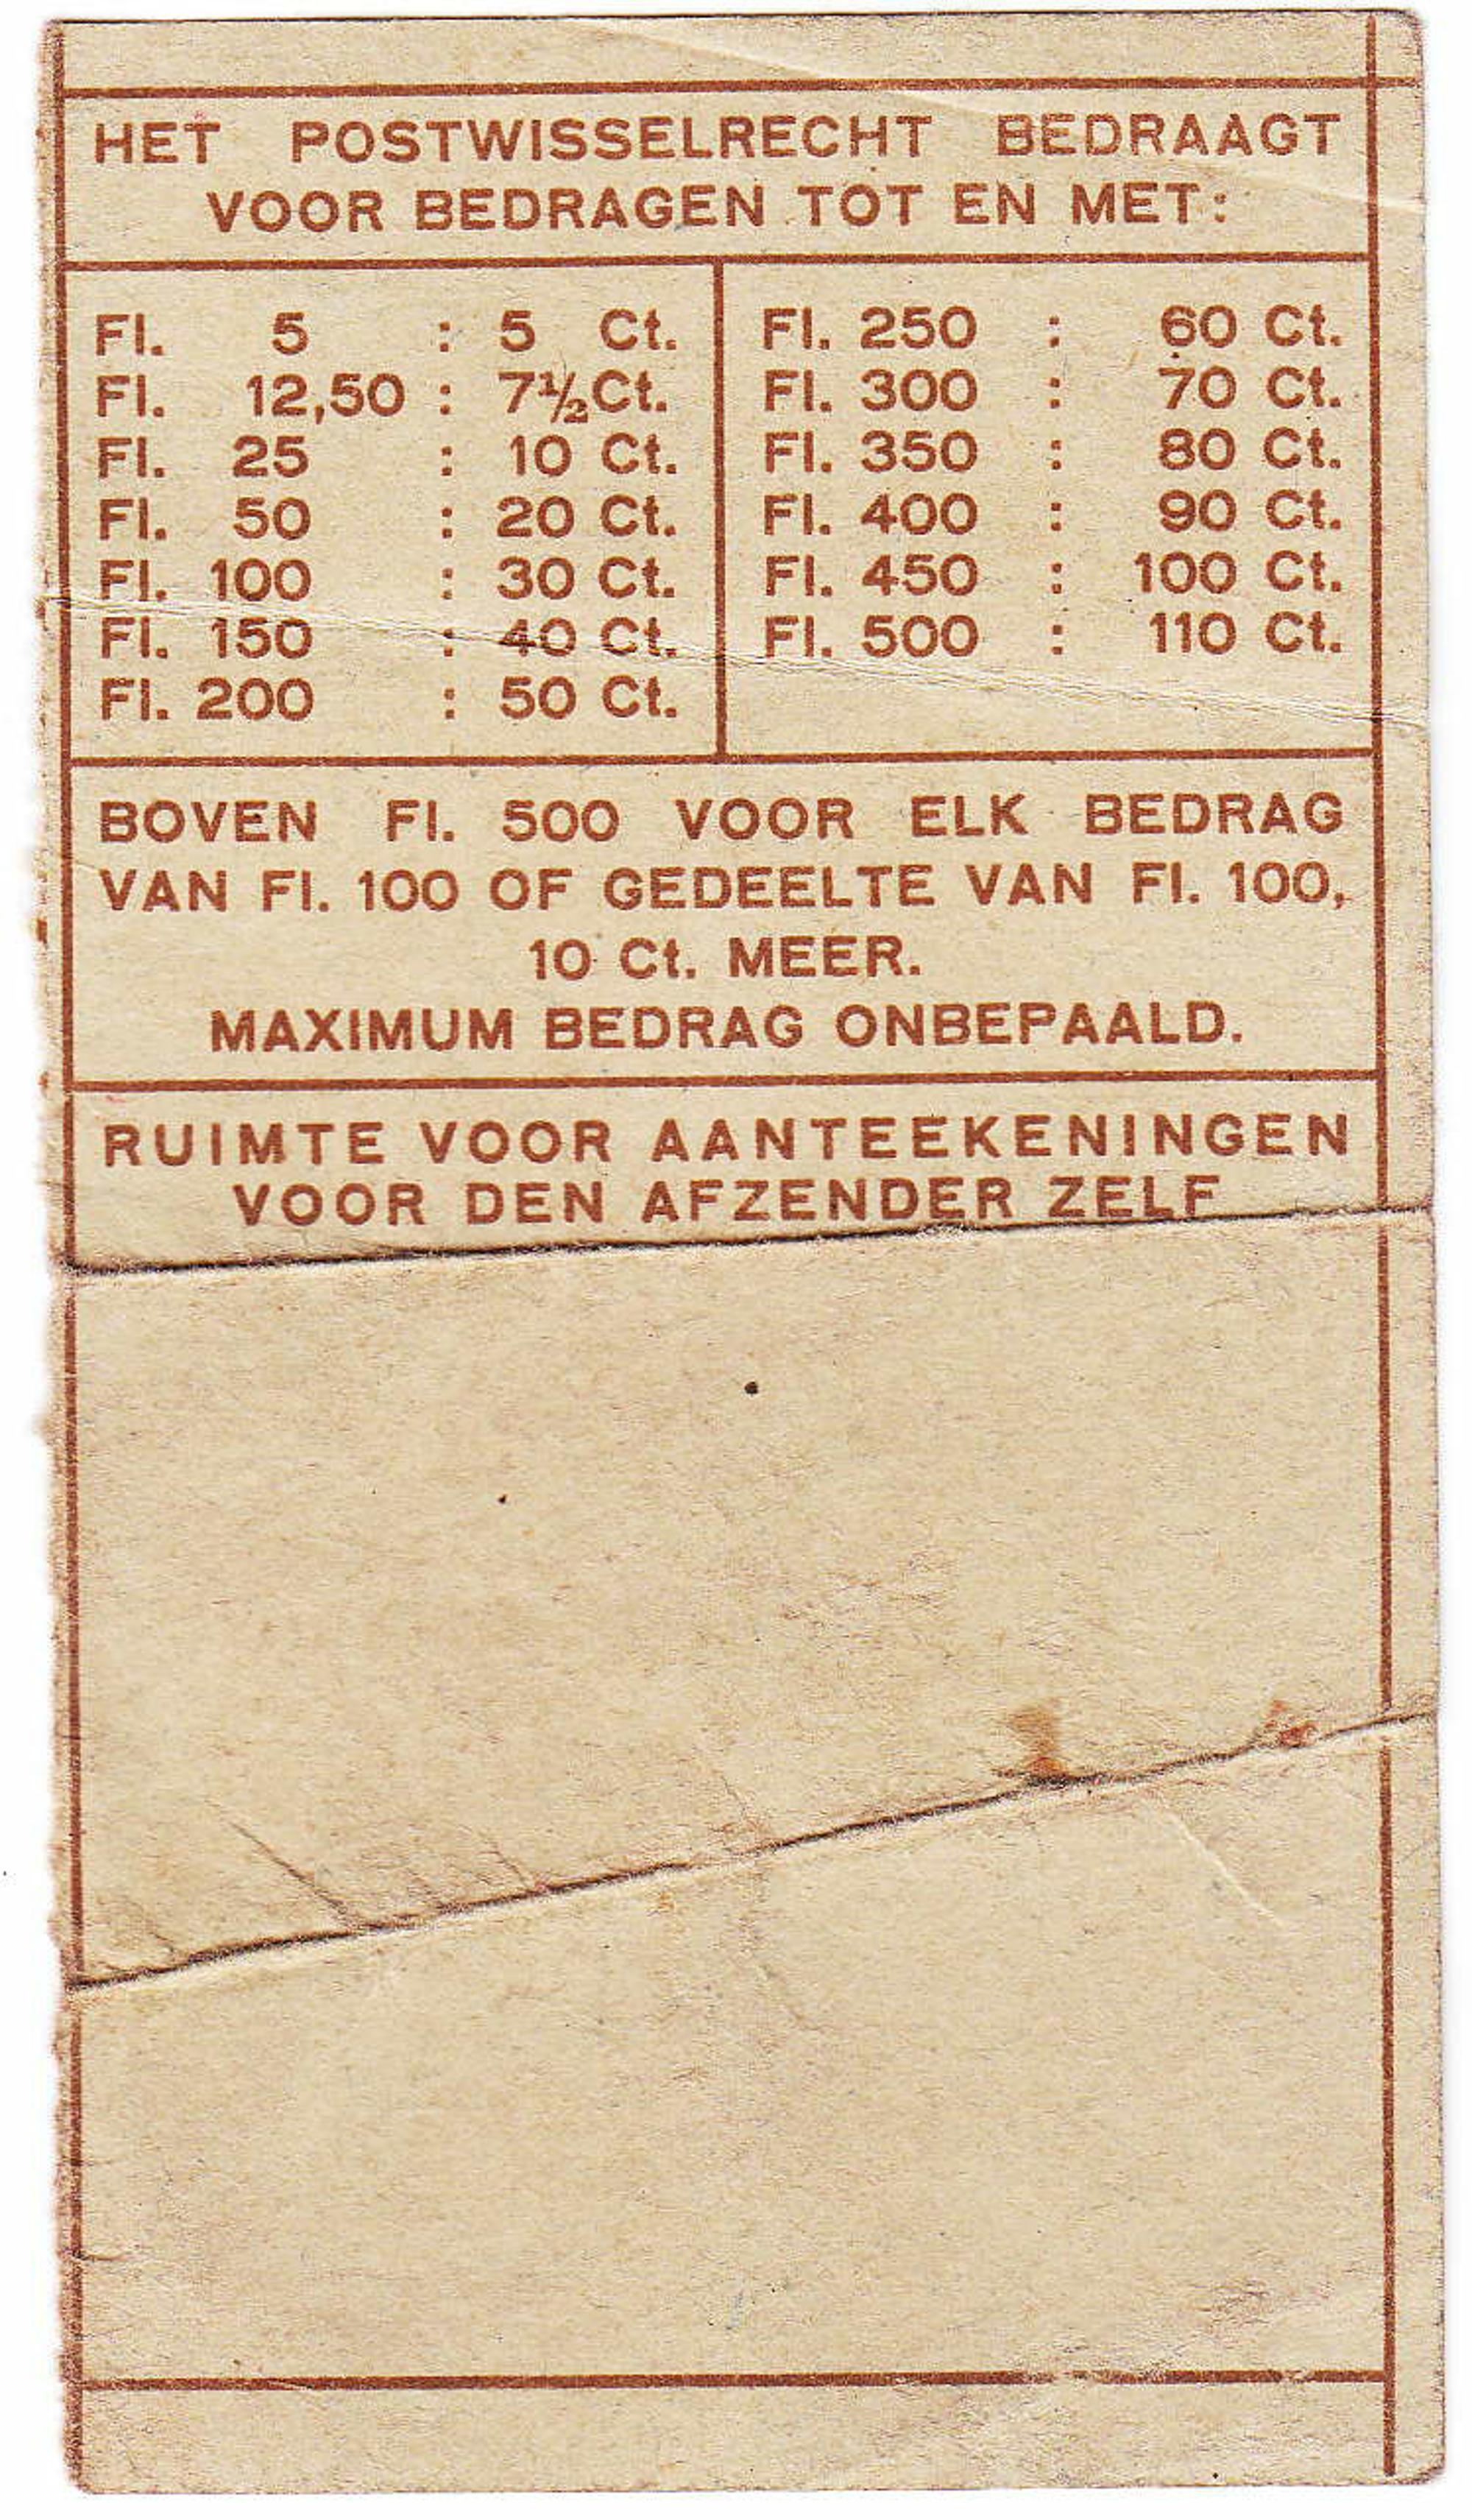 HET POSTWISSELRECHT BEDRAAGT
VOOR BEDRAGEN TOT EN MET:
Fl. 5 : 5 Ct.
Fl. 12,50 : 7½ Ct.
Fl. 25 : 10 Ct.
Fl. 50 : 20 Ct.
Fl. 100 : 30 Ct.
Fl. 150 : 40 Ct.
Fl. 200 : 50 Ct.
Fl. 250 : 60 Ct.
Fl. 300 : 70 Ct.
Fl. 350 : 80 Ct.
Fl. 400 : 90 Ct.
Fl. 450 : 100 Ct.
Fl. 500 : 110 Ct.
BOVEN Fl. 500 VOOR ELK BEDRAG
VAN Fl. 100 OF GEDEELTE VAN Fl. 100,
10 Ct. MEER.
MAXIMUM BEDRAG ONBEPAALD.
RUIMTE VOOR AANTEEKENINGEN
VOOR DEN AFZENDER ZELF